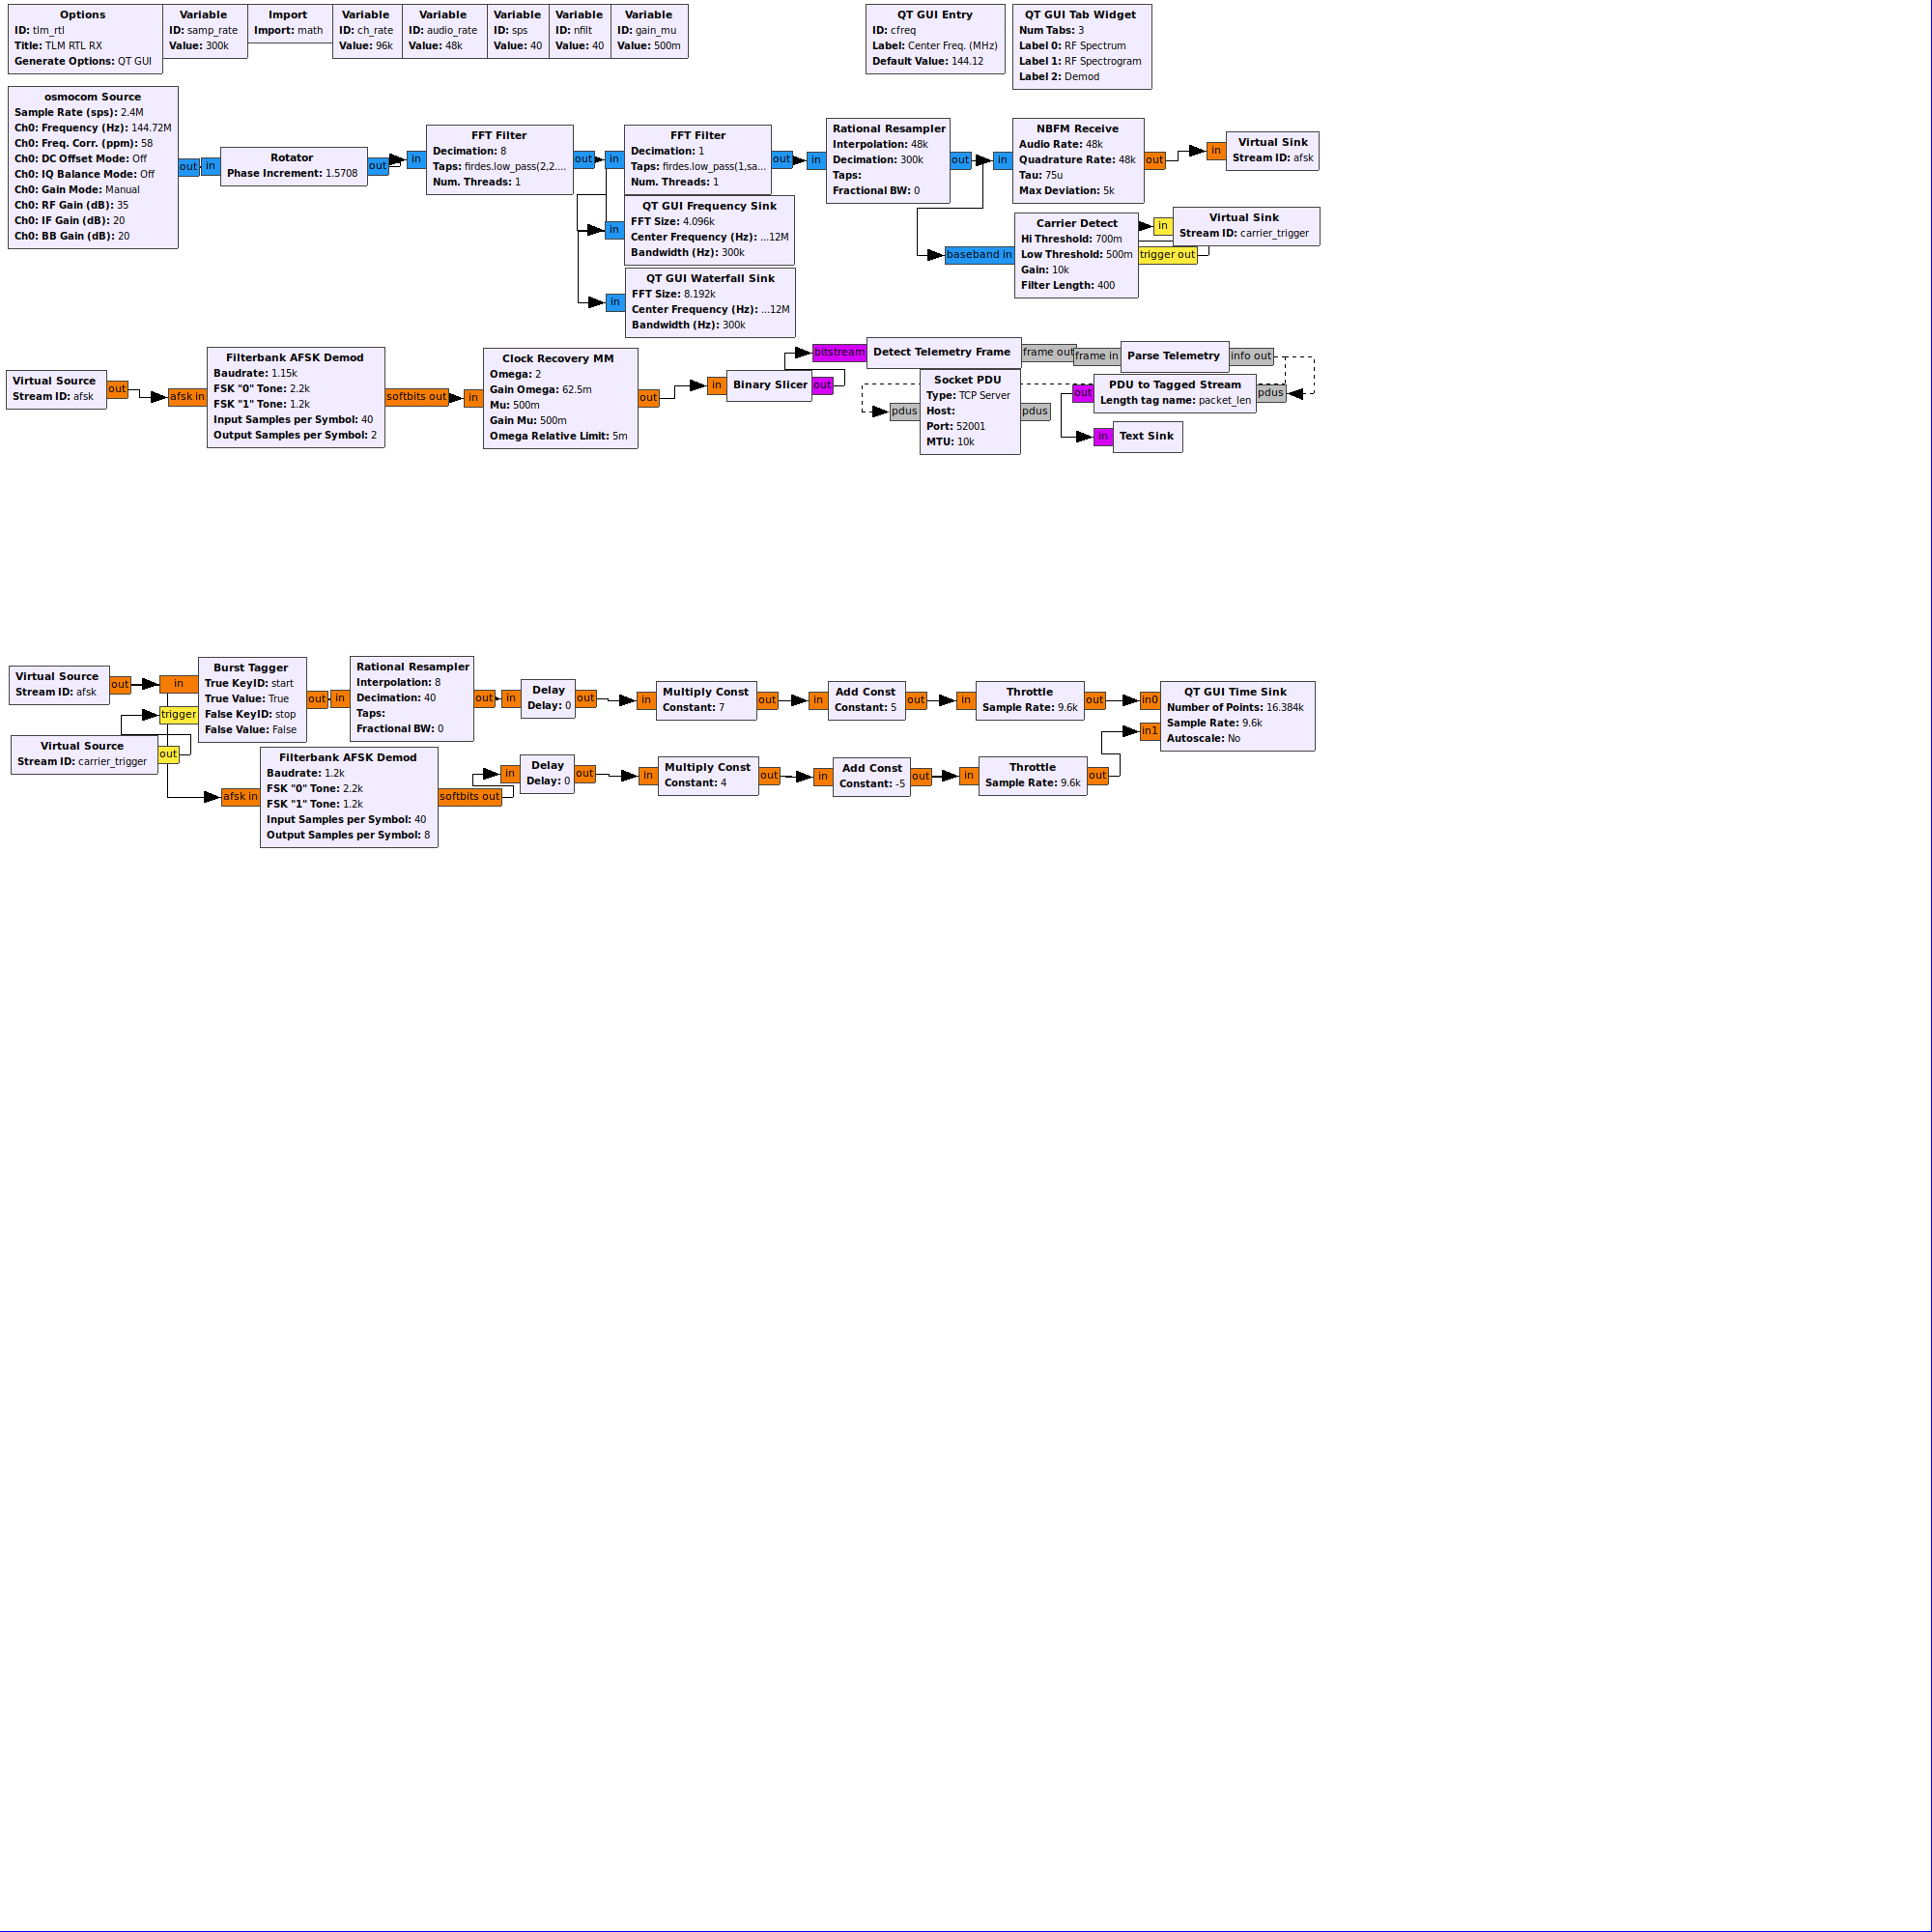 Options
ID: tlm_rtl
Title: TLM RTL RX
Generate Options: QT GUI
Variable
ID: samp_rate
Value: 300k
Import
Import: math
Variable
ID: ch_rate
Value: 96k
Variable
ID: audio_rate
Value: 48k
Variable
ID: sps
Value: 40
Variable
ID: nfilt
Value: 40
Variable
ID: gain_mu
Value: 500m
QT GUI Entry
ID: cfreq
Label: Center Freq. (MHz)
Default Value: 144.12
QT GUI Tab Widget
Num Tabs: 3
Label 0: RF Spectrum
Label 1: RF Spectrogram
Label 2: Demod
osmocom Source
Sample Rate (sps): 2.4M
Ch0: Frequency (Hz): 144.72M
Ch0: Freq. Corr. (ppm): 58
Ch0: DC Offset Mode: Off
Ch0: IQ Balance Mode: Off
Ch0: Gain Mode: Manual
Ch0: RF Gain (dB): 35
Ch0: IF Gain (dB): 20
Ch0: BB Gain (dB): 20
out
in
Rotator
Phase Increment: 1.5708
out
in
FFT Filter
Decimation: 8
Taps: firdes.low_pass(2,2....
Num. Threads: 1
out
in
FFT Filter
Decimation: 1
Taps: firdes.low_pass(1,sa...
Num. Threads: 1
out
in
QT GUI Frequency Sink
FFT Size: 4.096k
Center Frequency (Hz): ...12M
Bandwidth (Hz): 300k
in
QT GUI Waterfall Sink
FFT Size: 8.192k
Center Frequency (Hz): ...12M
Bandwidth (Hz): 300k
in
Rational Resampler
Interpolation: 48k
Decimation: 300k
Taps:
Fractional BW: 0
out
in
NBFM Receive
Audio Rate: 48k
Quadrature Rate: 48k
Tau: 75u
Max Deviation: 5k
out
in
Virtual Sink
Stream ID: afsk
baseband in
Carrier Detect
Hi Threshold: 700m
Low Threshold: 500m
Gain: 10k
Filter Length: 400
trigger out
in
Virtual Sink
Stream ID: carrier_trigger
Virtual Source
Stream ID: afsk
out
afsk in
Filterbank AFSK Demod
Baudrate: 1.15k
FSK "0" Tone: 2.2k
FSK "1" Tone: 1.2k
Input Samples per Symbol: 40
Output Samples per Symbol: 2
softbits out
in
Clock Recovery MM
Omega: 2
Gain Omega: 62.5m
Mu: 500m
Gain Mu: 500m
Omega Relative Limit: 5m
out
in
Binary Slicer
out
bitstream
Detect Telemetry Frame
frame out
frame in
Parse Telemetry
info out
pdus
Socket PDU
Type: TCP Server
Host:
Port: 52001
MTU: 10k
pdus
out
PDU to Tagged Stream
Length tag name: packet_len
pdus
in
Text Sink
Virtual Source
Stream ID: afsk
out
Virtual Source
Stream ID: carrier_trigger
out
in
trigger
Burst Tagger
True KeyID: start
True Value: True
False KeyID: stop
False Value: False
out
in
Rational Resampler
Interpolation: 8
Decimation: 40
Taps:
Fractional BW: 0
out
in
Delay
Delay: 0
out
in
Multiply Const
Constant: 7
out
in
Add Const
Constant: 5
out
in
Throttle
Sample Rate: 9.6k
out
in0
in1
QT GUI Time Sink
Number of Points: 16.384k
Sample Rate: 9.6k
Autoscale: No
afsk in
Filterbank AFSK Demod
Baudrate: 1.2k
FSK "0" Tone: 2.2k
FSK "1" Tone: 1.2k
Input Samples per Symbol: 40
Output Samples per Symbol: 8
softbits out
in
Delay
Delay: 0
out
in
Multiply Const
Constant: 4
out
in
Add Const
Constant: -5
out
in
Throttle
Sample Rate: 9.6k
out